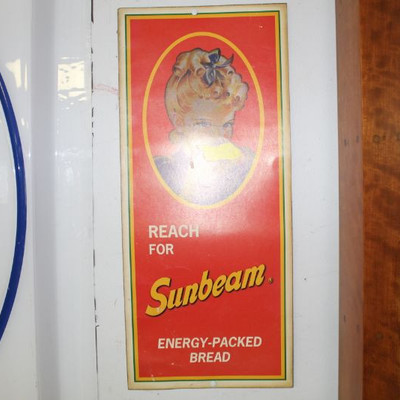 REACH
FOR
Sunbeam.
ENERGY-PACKED
BREAD